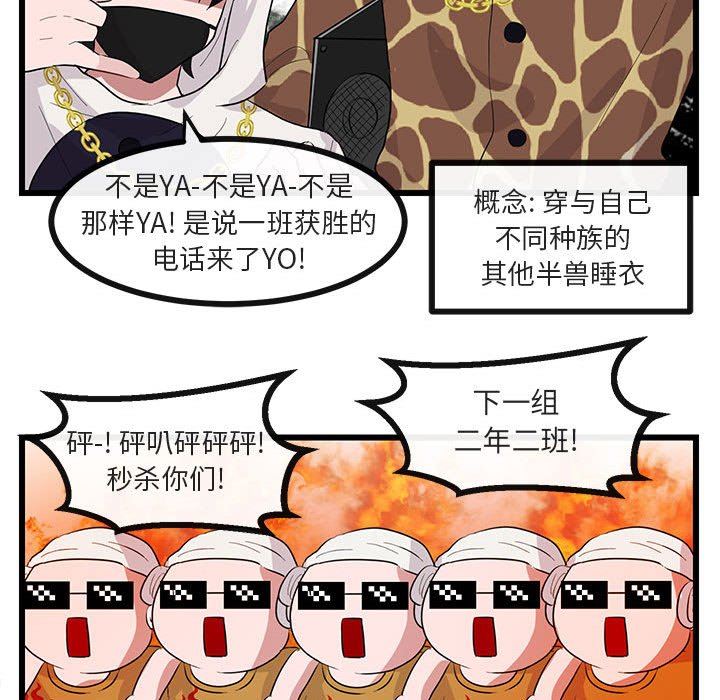 不是YA-不是YA-不是
那样YA! 是说一班获胜的
电话来了YO!
概念: 穿与自己
不同种族的
其他半兽睡衣
砰-! 砰叭砰砰砰!
秒杀你们!
下一组
二年二班!